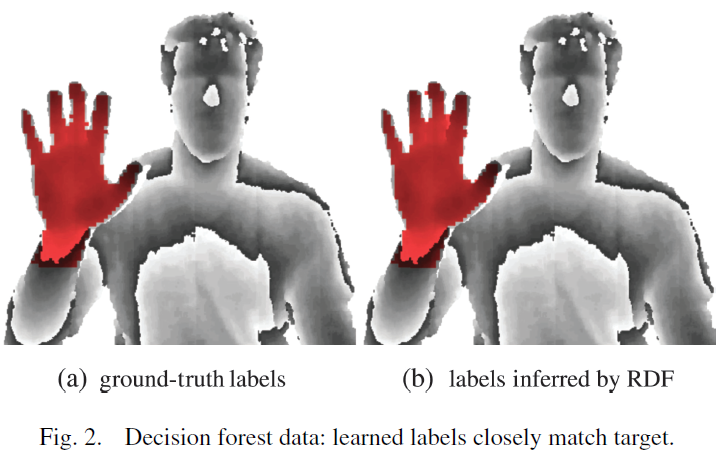 (a) ground-truth labels
(b) labels inferred by RDF
Fig. 2. Decision forest data: learned labels closely match target.